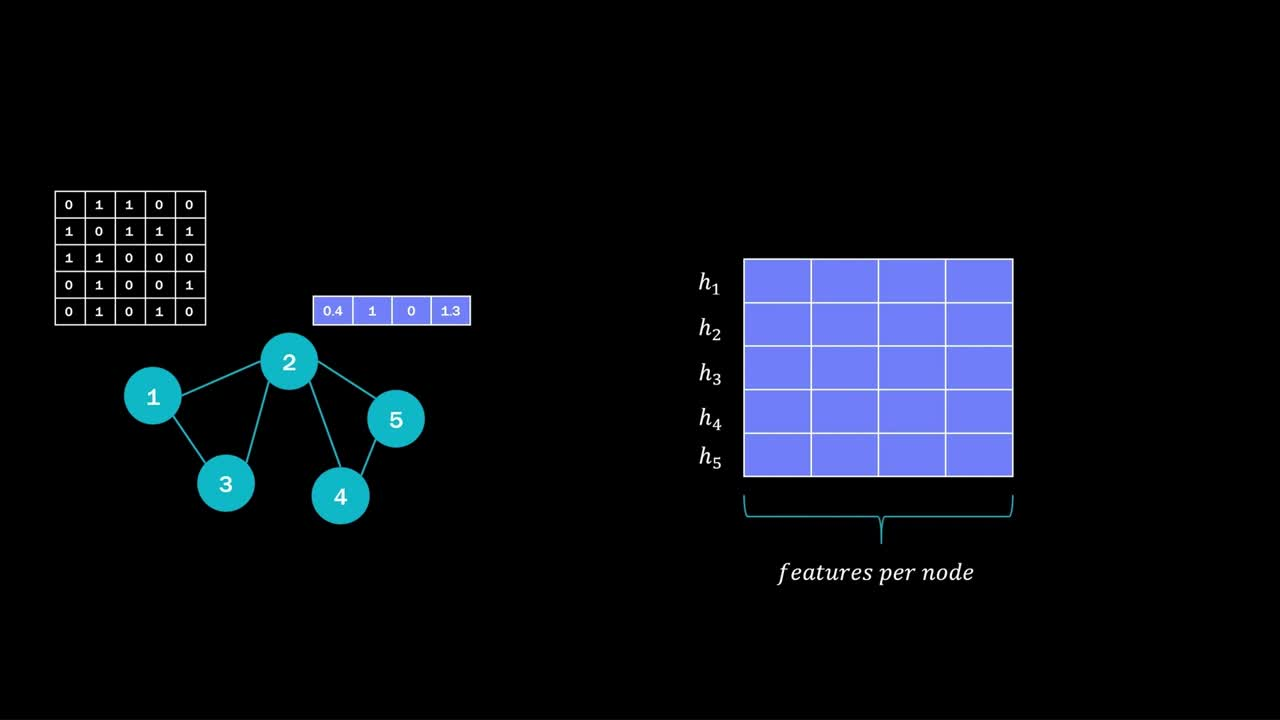 0 1 1 0 0
1 0 1 1 1
1 1 0 0 0
0 1 0 0 1
0 1 0 1 0
0.4 1 0 1.3
2
1
5
3
4
h1
h2
h3
h4
h5
features per node